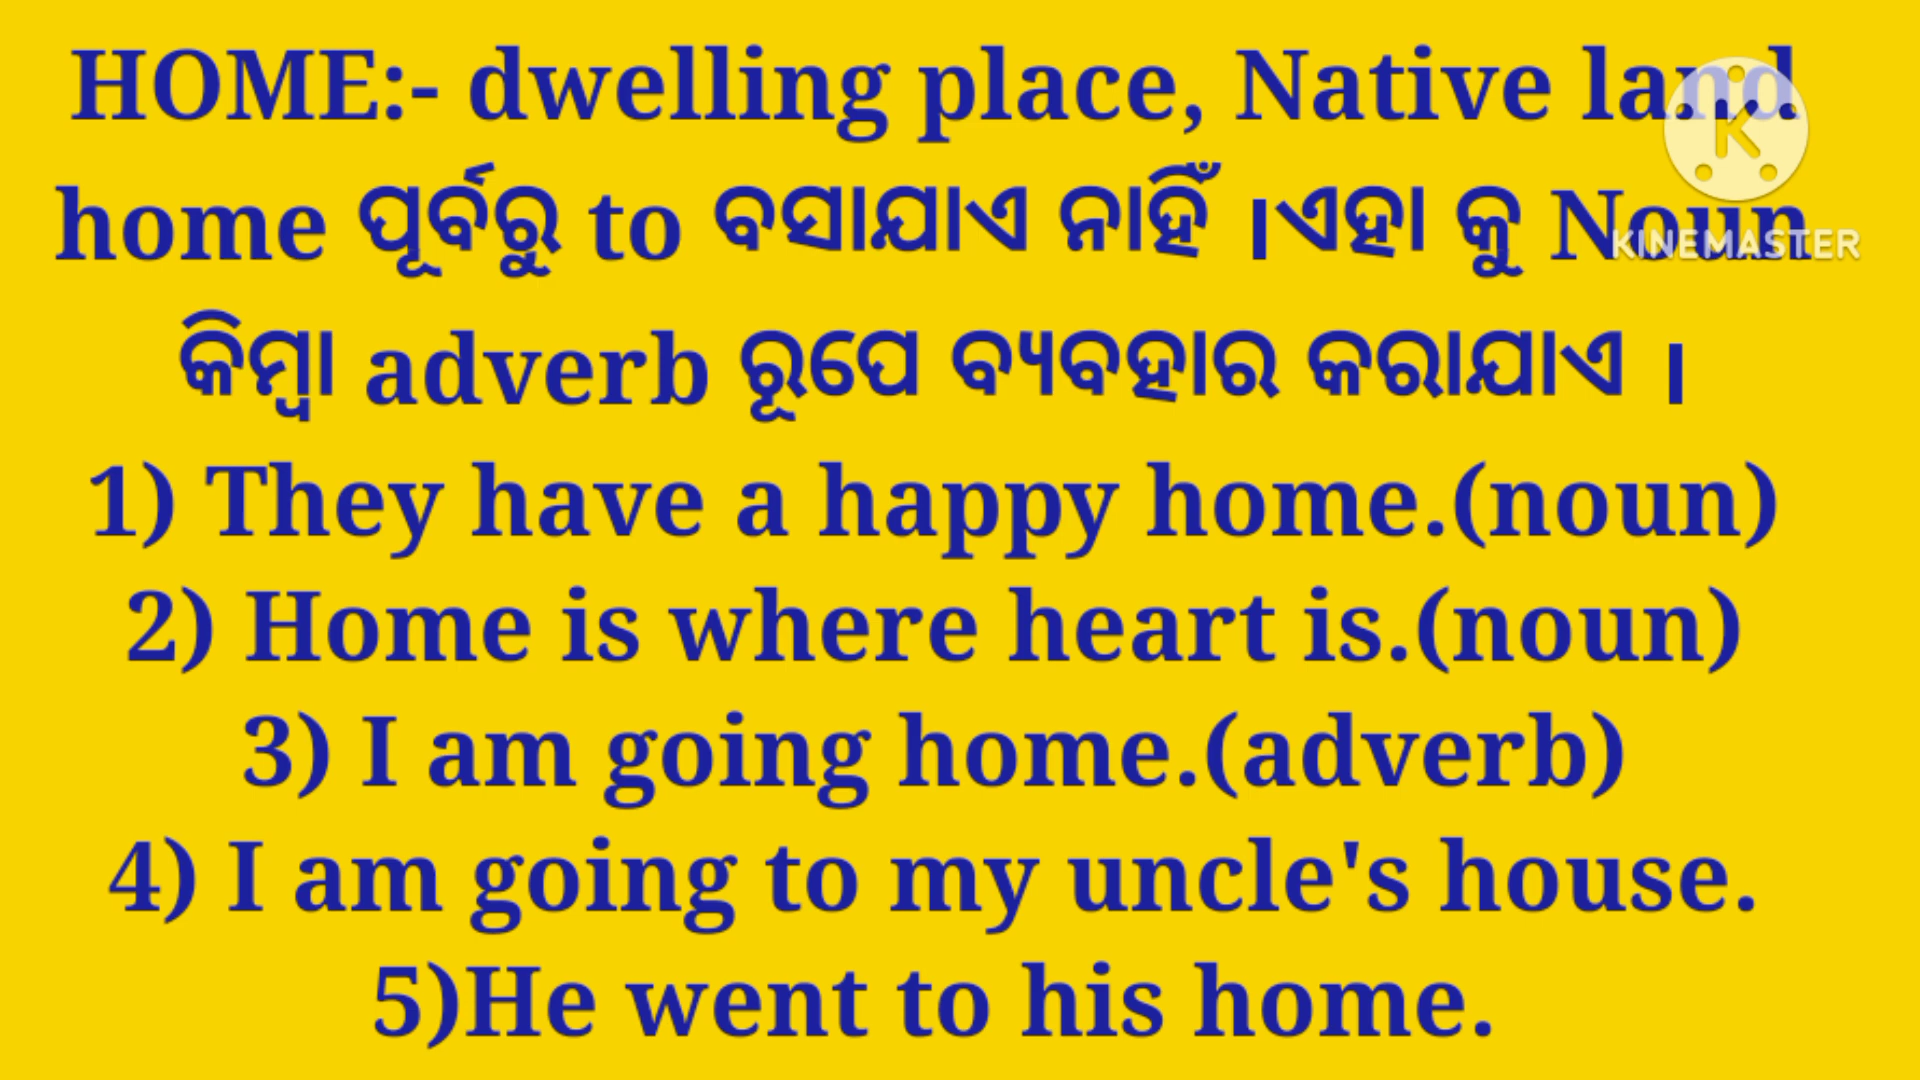 HOME:- dwelling place, Native land
home ପୂର୍ବରୁ to ବସାଯାଏ ନାହିଁ ।ଏହା କୁ Noun
କିମ୍ବା adverb ରୂପେ ବ୍ୟବହାର କରାଯାଏ ।
1) They have a happy home.(noun)
2) Home is where heart is.(noun)
3) I am going home.(adverb)
4) I am going to my uncle's house.
5)He went to his home.
K
KINEMASTER